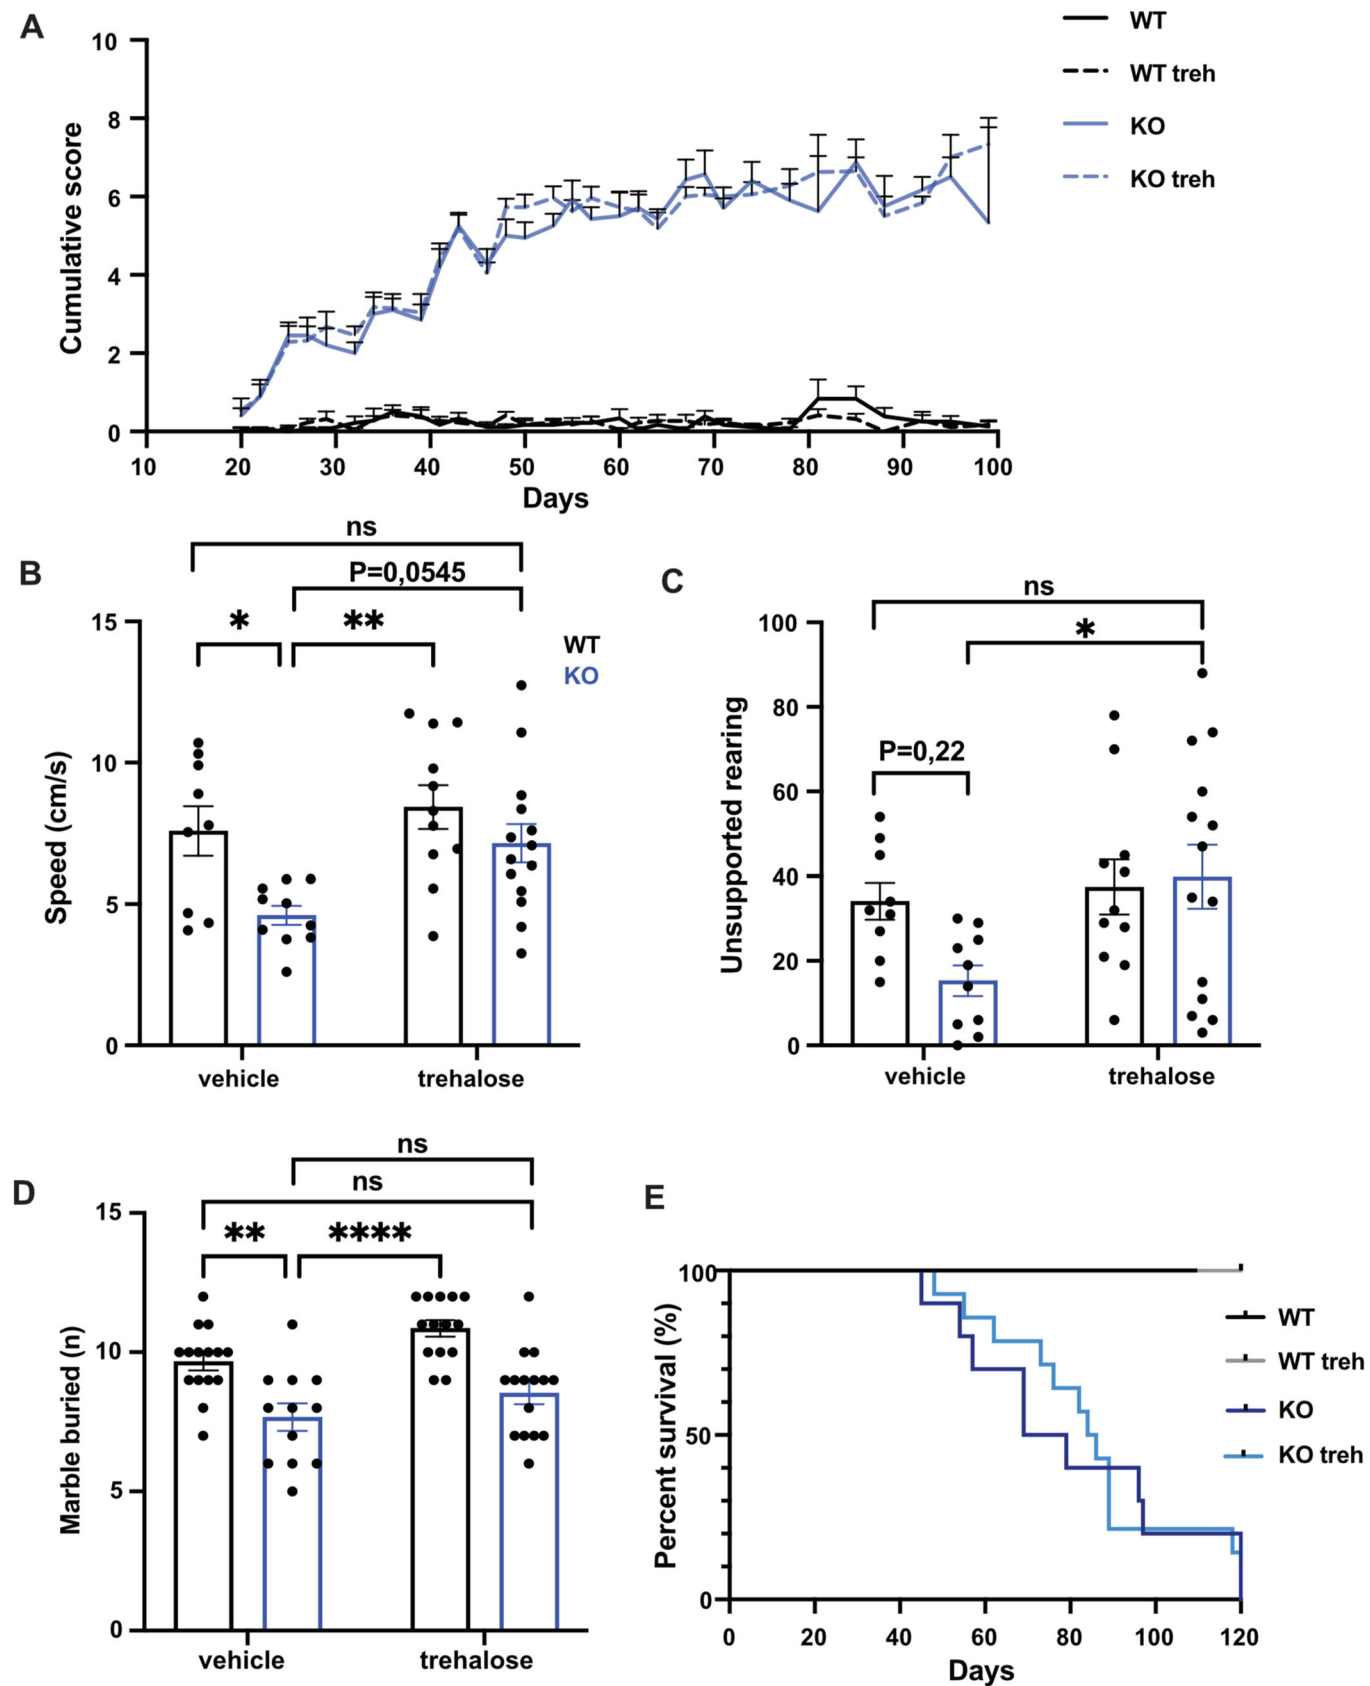 A
10
8
6
4
2
0
Cumulative score
10 20 30 40 50 60 70 80 90 100
Days
WT
WT treh
KO
KO treh
B
ns
P=0,0545
* **
15
10
5
0
Speed (cm/s)
WT
KO
vehicle trehalose
C
ns
*
P=0,22
100
80
60
40
20
0
Unsupported rearing
vehicle trehalose
D
ns
ns
** ****
15
10
5
0
Marble buried (n)
vehicle trehalose
E
100
50
0
Percent survival (%)
0 20 40 60 80 100 120
Days
WT
WT treh
KO
KO treh